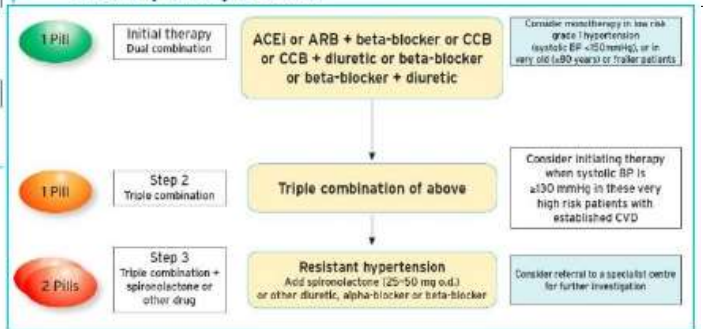 1 Pill
Initial therapy
Dual combination
ACEi or ARB + beta-blocker or CCB
or CCB + diuretic or beta-blocker
or beta-blocker + diuretic
Consider monotherapy in low risk
grade 1 hypertension
(systolic BP <150mmHg), or in
very old (≥80 years) or frailer patients
1 Pill
Step 2
Triple combination
Triple combination of above
Consider initiating therapy
when systolic BP is
≥130 mmHg in these very
high risk patients with
established CVD
2 Pills
Step 3
Triple combination +
spironolactone or
other drug
Resistant hypertension
Add spironolactone (25–50 mg o.d.)
or other diuretic, alpha-blocker or beta-blocker
Consider referral to a specialist centre
for further investigation